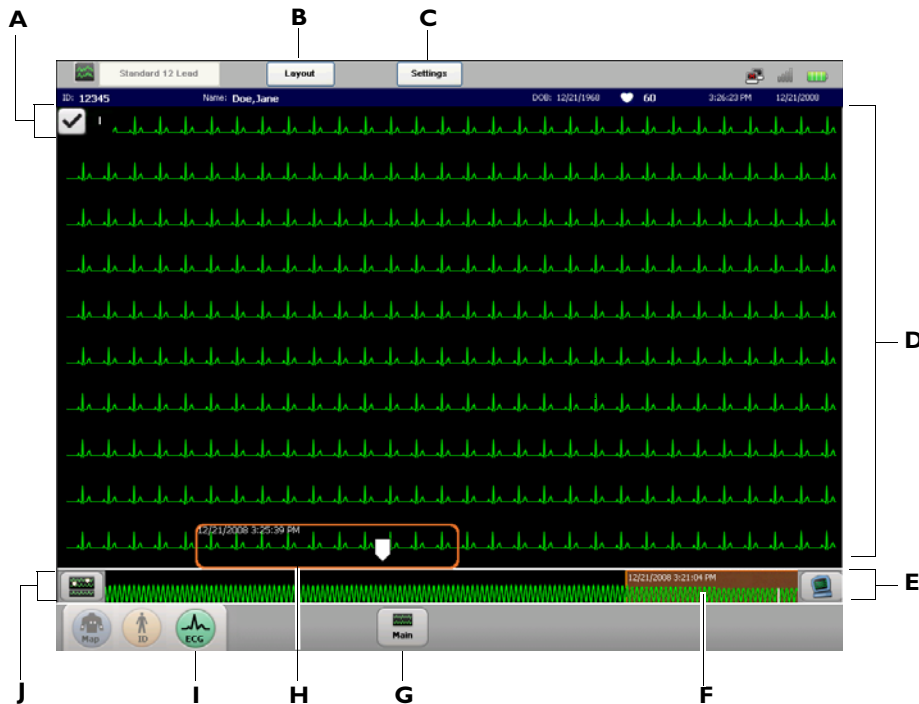 A
B
C
Standard 12 Lead
Layout
Settings
ID: 12345 Name: Doe,Jane DOB: 12/21/1968 60 3:26:23 PM 12/21/2008
I
D
12/21/2008 3:25:39 PM
12/21/2008 3:21:04 PM
E
Map
ID
ECG
Main
J
I
H
G
F